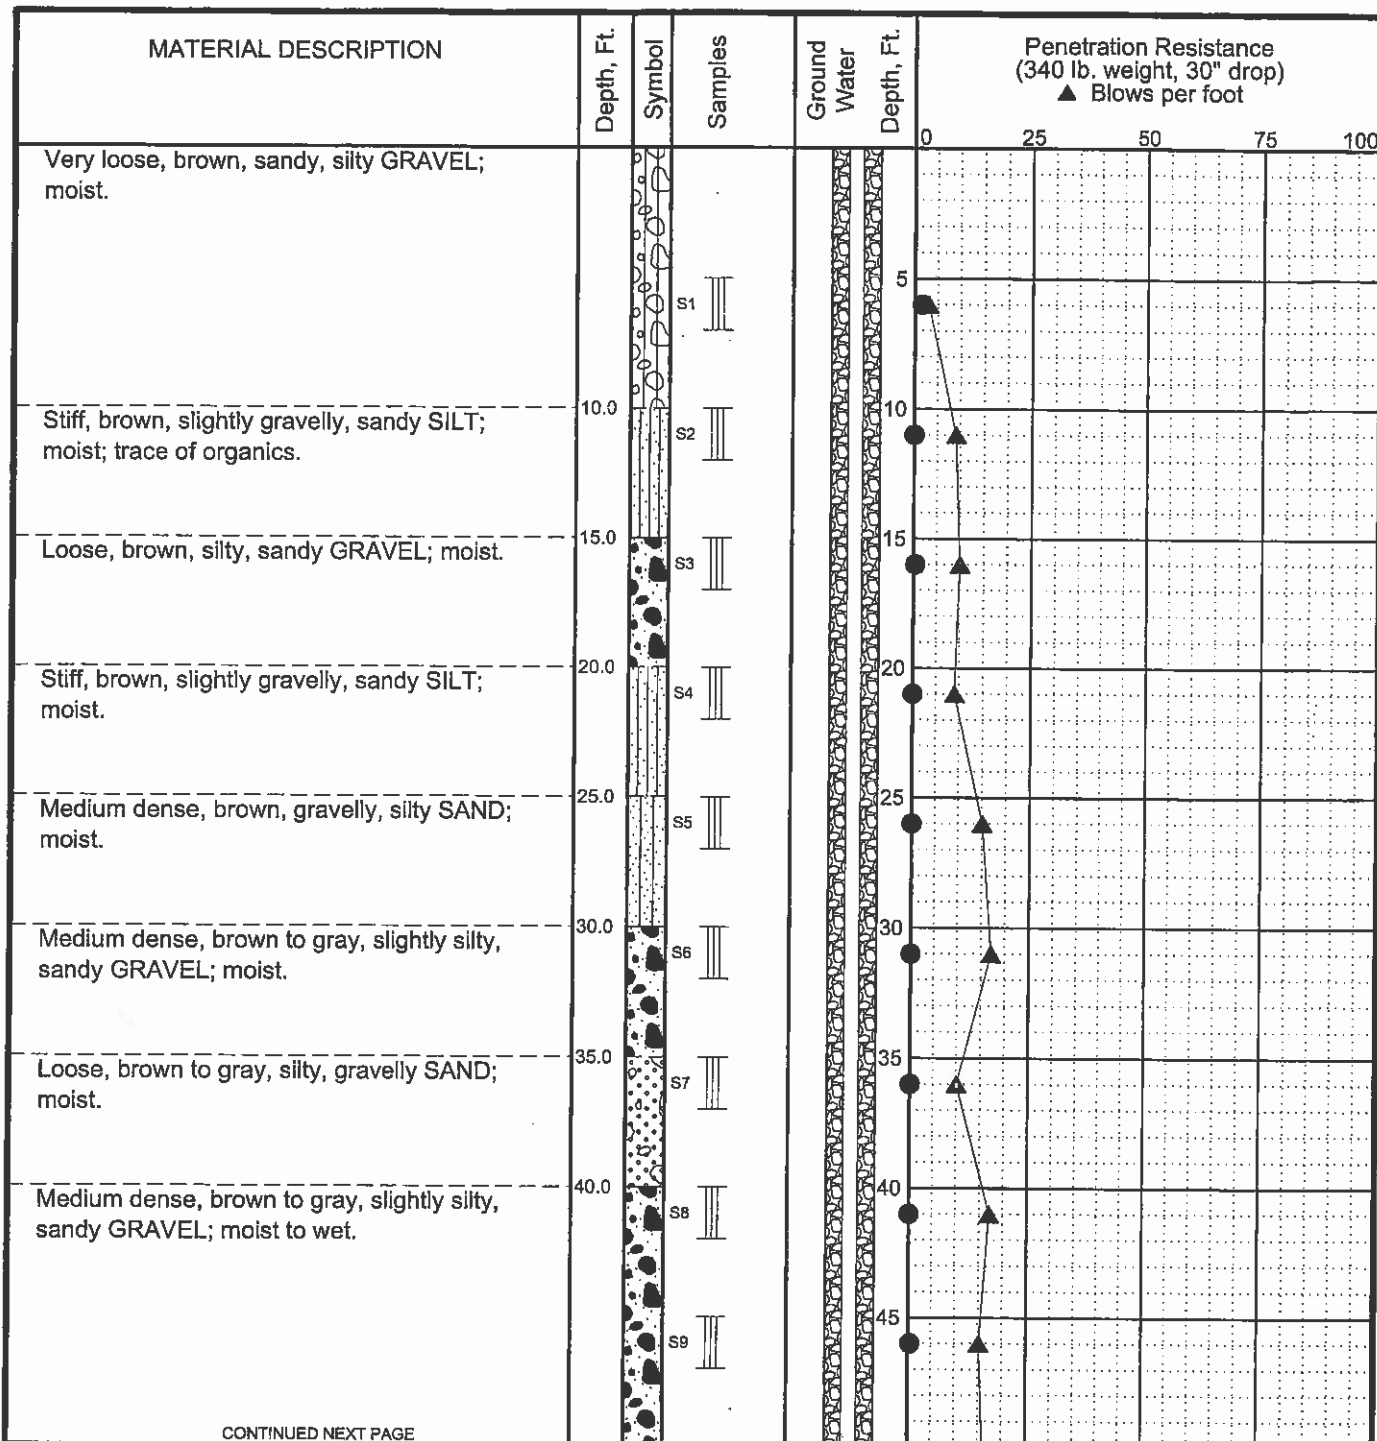 MATERIAL DESCRIPTION
Depth, Ft.
Symbol
Samples
Ground
Water
Depth, Ft.
Penetration Resistance
(340 lb. weight, 30" drop)
▲ Blows per foot
0 25 50 75 100
Very loose, brown, sandy, silty GRAVEL;
moist.
5
S1
10.0
10
Stiff, brown, slightly gravelly, sandy SILT;
moist; trace of organics.
S2
15.0
15
Loose, brown, silty, sandy GRAVEL; moist.
S3
20.0
20
Stiff, brown, slightly gravelly, sandy SILT;
moist.
S4
25.0
25
Medium dense, brown, gravelly, silty SAND;
moist.
S5
30.0
30
Medium dense, brown to gray, slightly silty,
sandy GRAVEL; moist.
S6
35.0
35
Loose, brown to gray, silty, gravelly SAND;
moist.
S7
40.0
40
Medium dense, brown to gray, slightly silty,
sandy GRAVEL; moist to wet.
S8
45
S9
CONTINUED NEXT PAGE